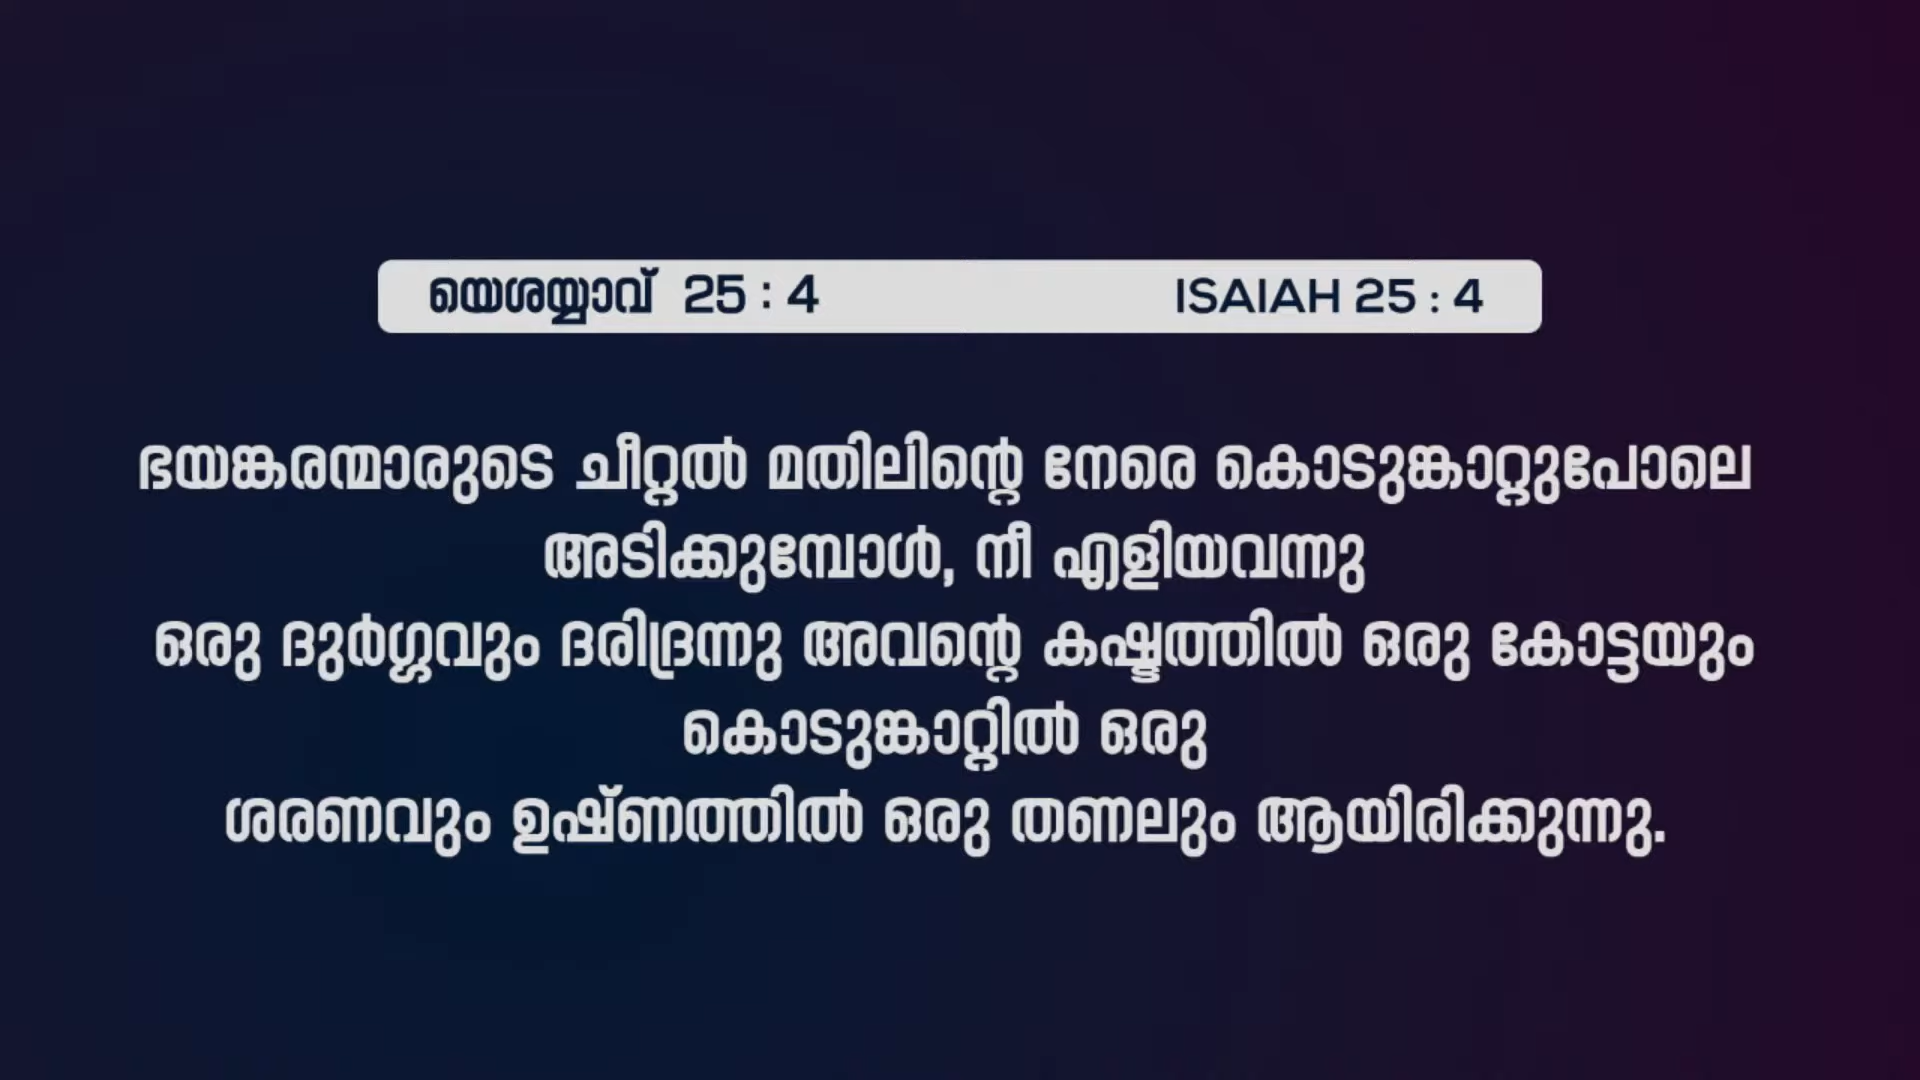 യെശയ്യാവ് 25 : 4 ISAIAH 25 : 4
ഭയങ്കരന്മാരുടെ ചീറ്റൽ മതിലിന്റെ നേരെ കൊടുങ്കാറ്റുപോലെ
അടിക്കുമ്പോൾ, നീ എളിയവന്നു
ഒരു ദുർഗ്ഗവും ദരിദ്രന്നു അവന്റെ കഷ്ടത്തിൽ ഒരു കോട്ടയും
കൊടുങ്കാറ്റിൽ ഒരു
ശരണവും ഉഷ്ണത്തിൽ ഒരു തണലും ആയിരിക്കുന്നു.